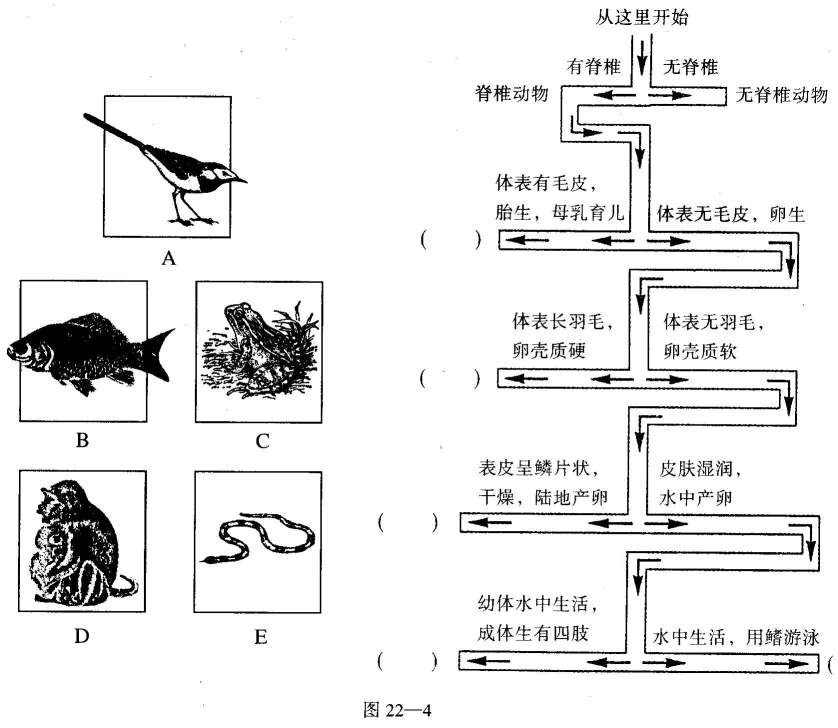 从这里开始
有脊椎 无脊椎
脊椎动物 无脊椎动物
体表有毛皮，
胎生，母乳育儿 体表无毛皮，卵生
( )
A
体表长羽毛， 体表无羽毛，
卵壳质硬 卵壳质软
( )
B C
表皮呈鳞片状， 皮肤湿润，
干燥，陆地产卵 水中产卵
( )
幼体水中生活，
成体生有四肢 水中生活，用鳍游泳
D E
( ) (
图 22—4